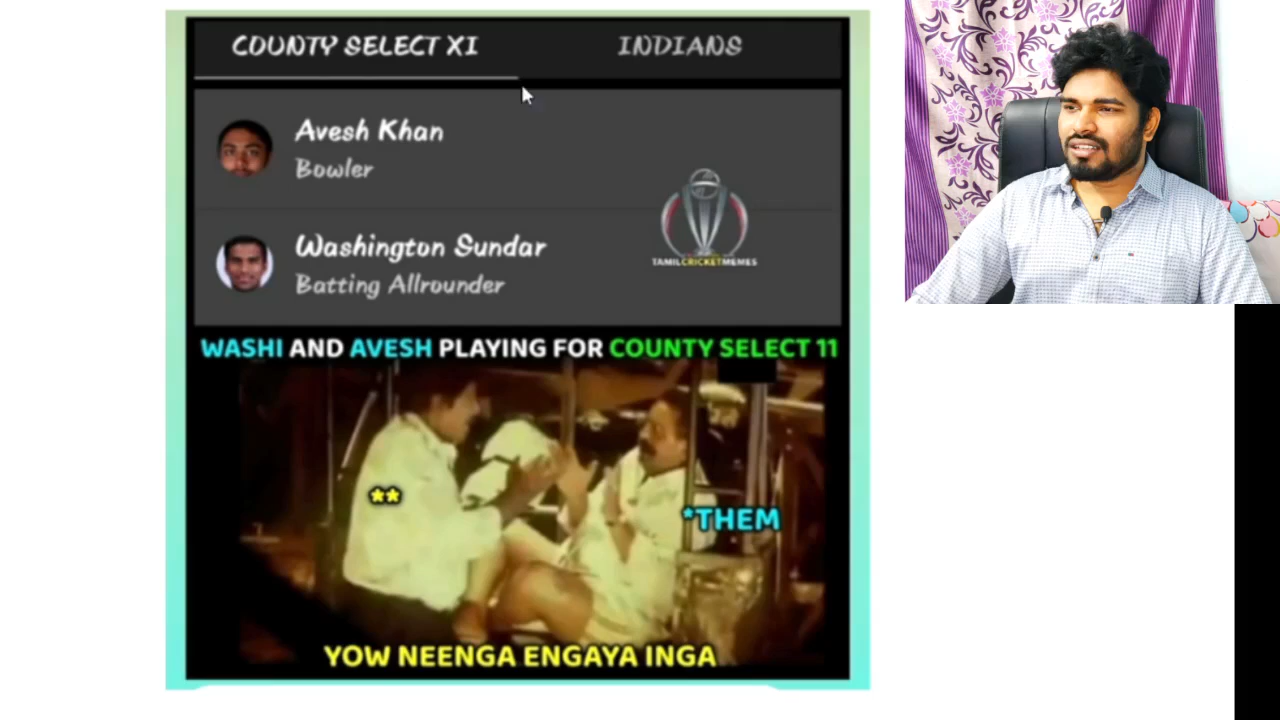 COUNTY SELECT XI
INDIANS
Avesh Khan
Bowler
Washington Sundar
Batting Allrounder
TAMILCRICKETMEMES
WASHI AND AVESH PLAYING FOR COUNTY SELECT 11
**
*THEM
YOW NEENGA ENGAYA INGA